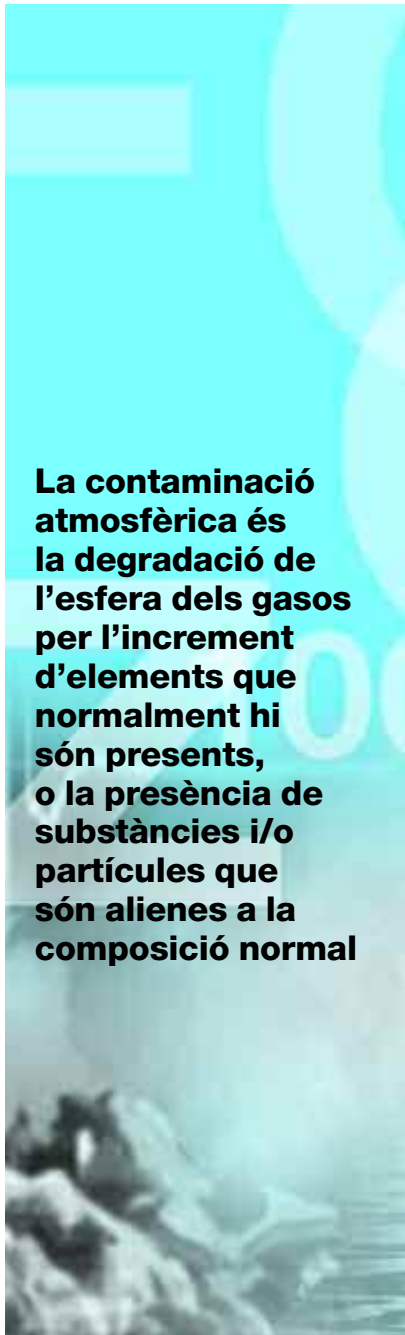 La contaminació
atmosfèrica és
la degradació de
l’esfera dels gasos
per l’increment
d’elements que
normalment hi
són presents,
o la presència de
substàncies i/o
partícules que
són alienes a la
composició normal